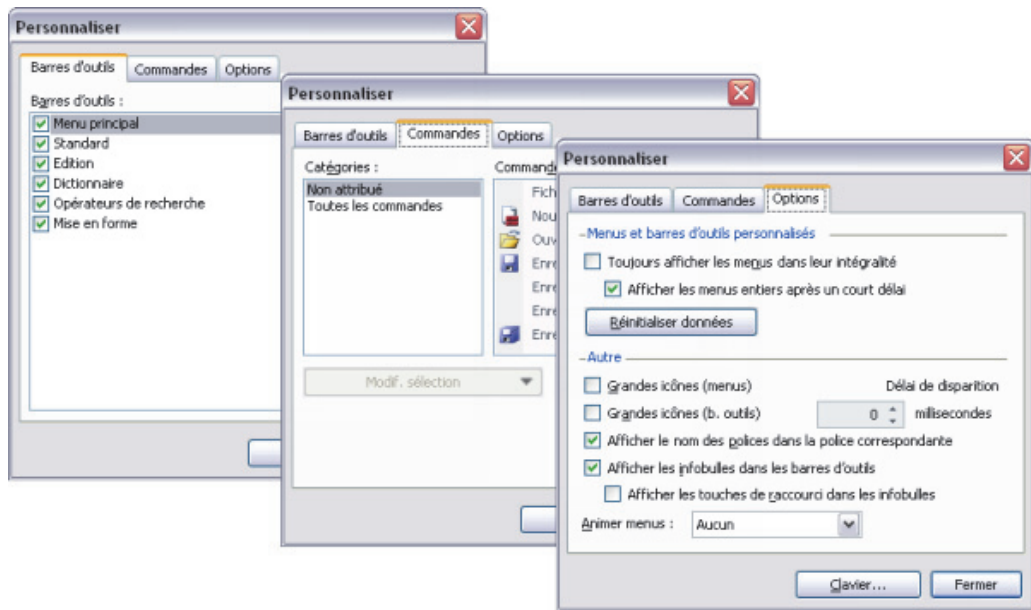 Personnaliser
Barres d'outils Commandes Options
Barres d'outils :
Menu principal
Standard
Edition
Dictionnaire
Opérateurs de recherche
Mise en forme
Personnaliser
Barres d'outils Commandes Options
Catégories :
Non attribué
Toutes les commandes
Modif. sélection
Personnaliser
Barres d'outils Commandes Options
Menus et barres d'outils personnalisés
Toujours afficher les menus dans leur intégralité
Afficher les menus entiers après un court délai
Réinitialiser données
Autre
Grandes icônes (menus) Délai de disparition
Grandes icônes (b. outils) 0 millisecondes
Afficher le nom des polices dans la police correspondante
Afficher les infobulles dans les barres d'outils
Afficher les touches de raccourci dans les infobulles
Animer menus : Aucun
Clavier... Fermer